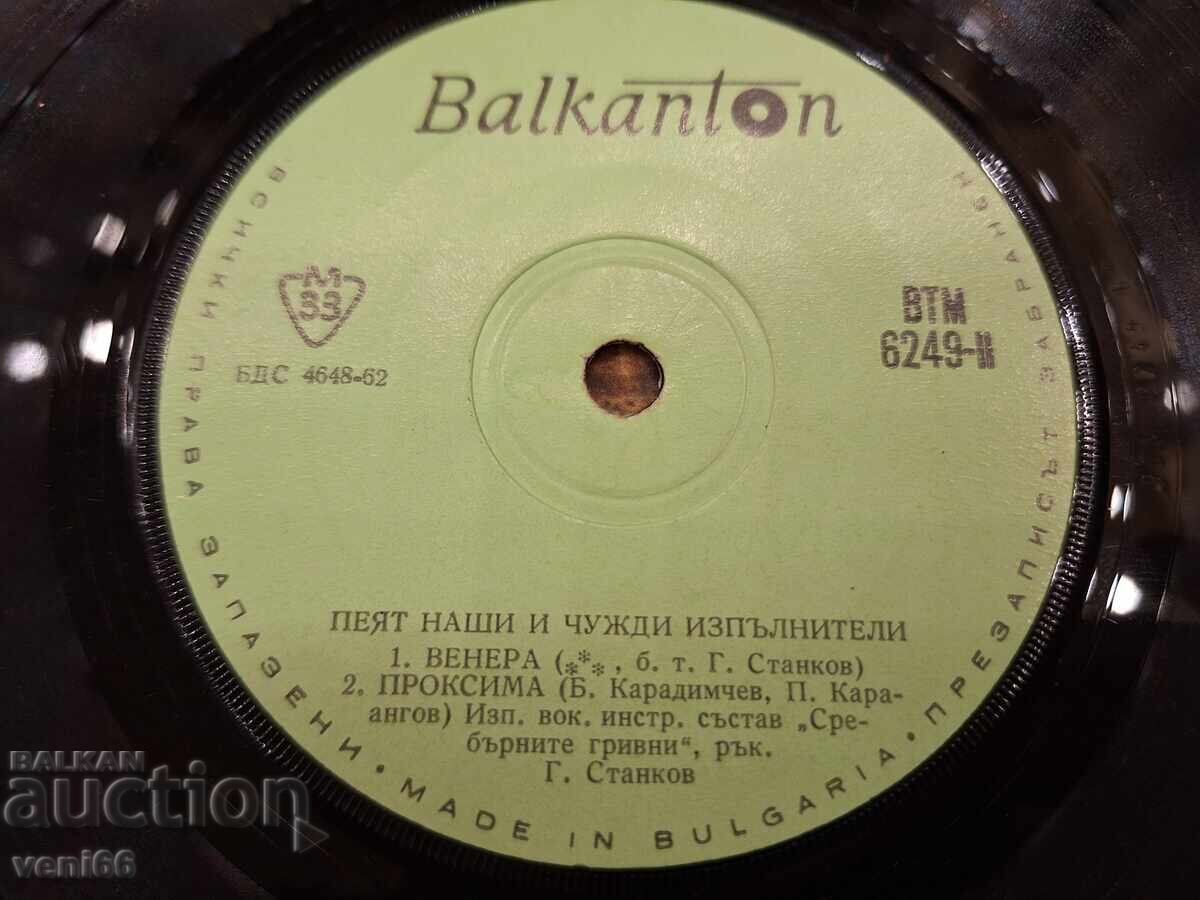 Balkanton
М
33
БДС 4648-62
ВТМ
6249-II
ПЕЯТ НАШИ И ЧУЖДИ ИЗПЪЛНИТЕЛИ
1. ВЕНЕРА (***, б. т. Г. Станков)
2. ПРОКСИМА (Б. Карадимчев, П. Кара-
ангов) Изп. вок. инстр. състав „Сре-
бърните гривни“, рък.
Г. Станков
ВСИЧКИ ПРАВА ЗАПАЗЕНИ • MADE IN BULGARIA • ПРЕЗАПИСЪТ ЗАБРАНЕН
BALKAN
auction
veni66